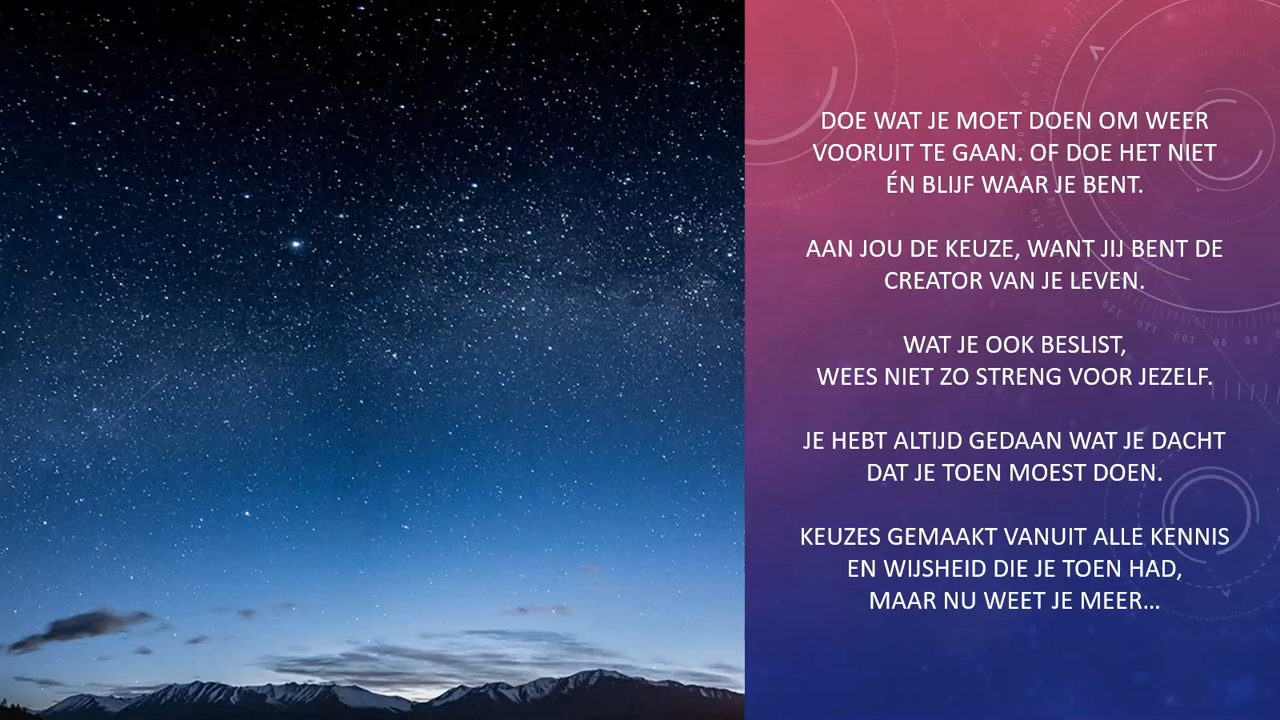 DOE WAT JE MOET DOEN OM WEER
VOORUIT TE GAAN. OF DOE HET NIET
ÉN BLIJF WAAR JE BENT.
AAN JOU DE KEUZE, WANT JIJ BENT DE
CREATOR VAN JE LEVEN.
WAT JE OOK BESLIST,
WEES NIET ZO STRENG VOOR JEZELF.
JE HEBT ALTIJD GEDAAN WAT JE DACHT
DAT JE TOEN MOEST DOEN.
KEUZES GEMAAKT VANUIT ALLE KENNIS
EN WIJSHEID DIE JE TOEN HAD,
MAAR NU WEET JE MEER...